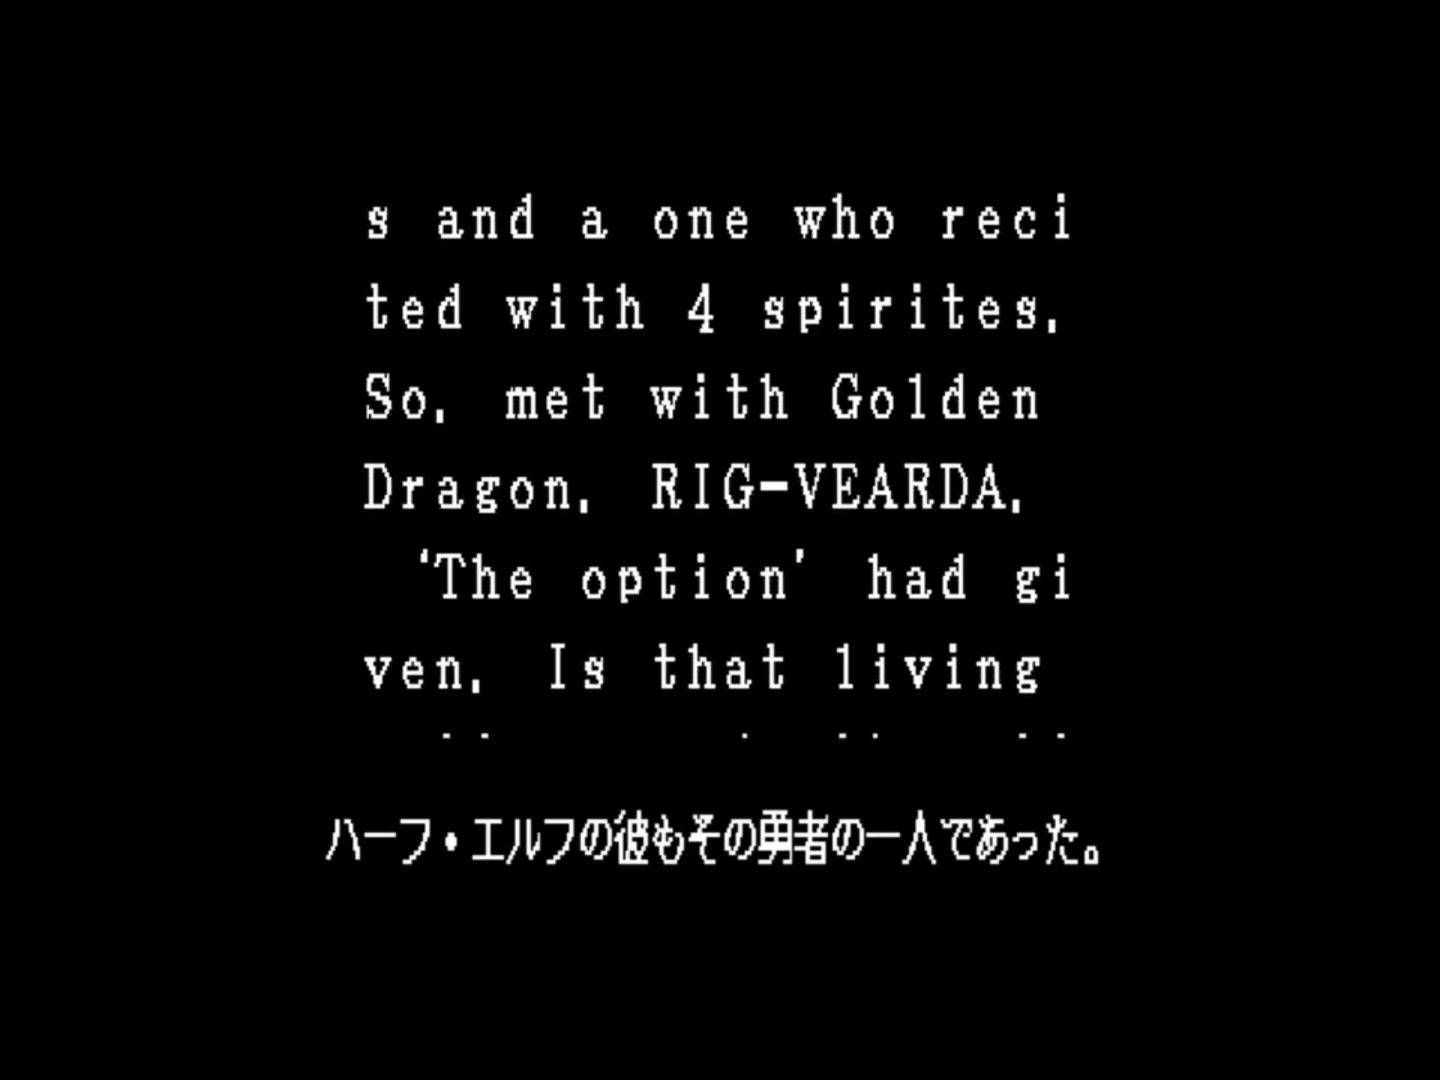 s and a one who reci
ted with 4 spirites.
So, met with Golden
Dragon, RIG-VEARDA.
'The option' had gi
ven. Is that living
ハーフ・エルフの彼もその勇者の一人であった。